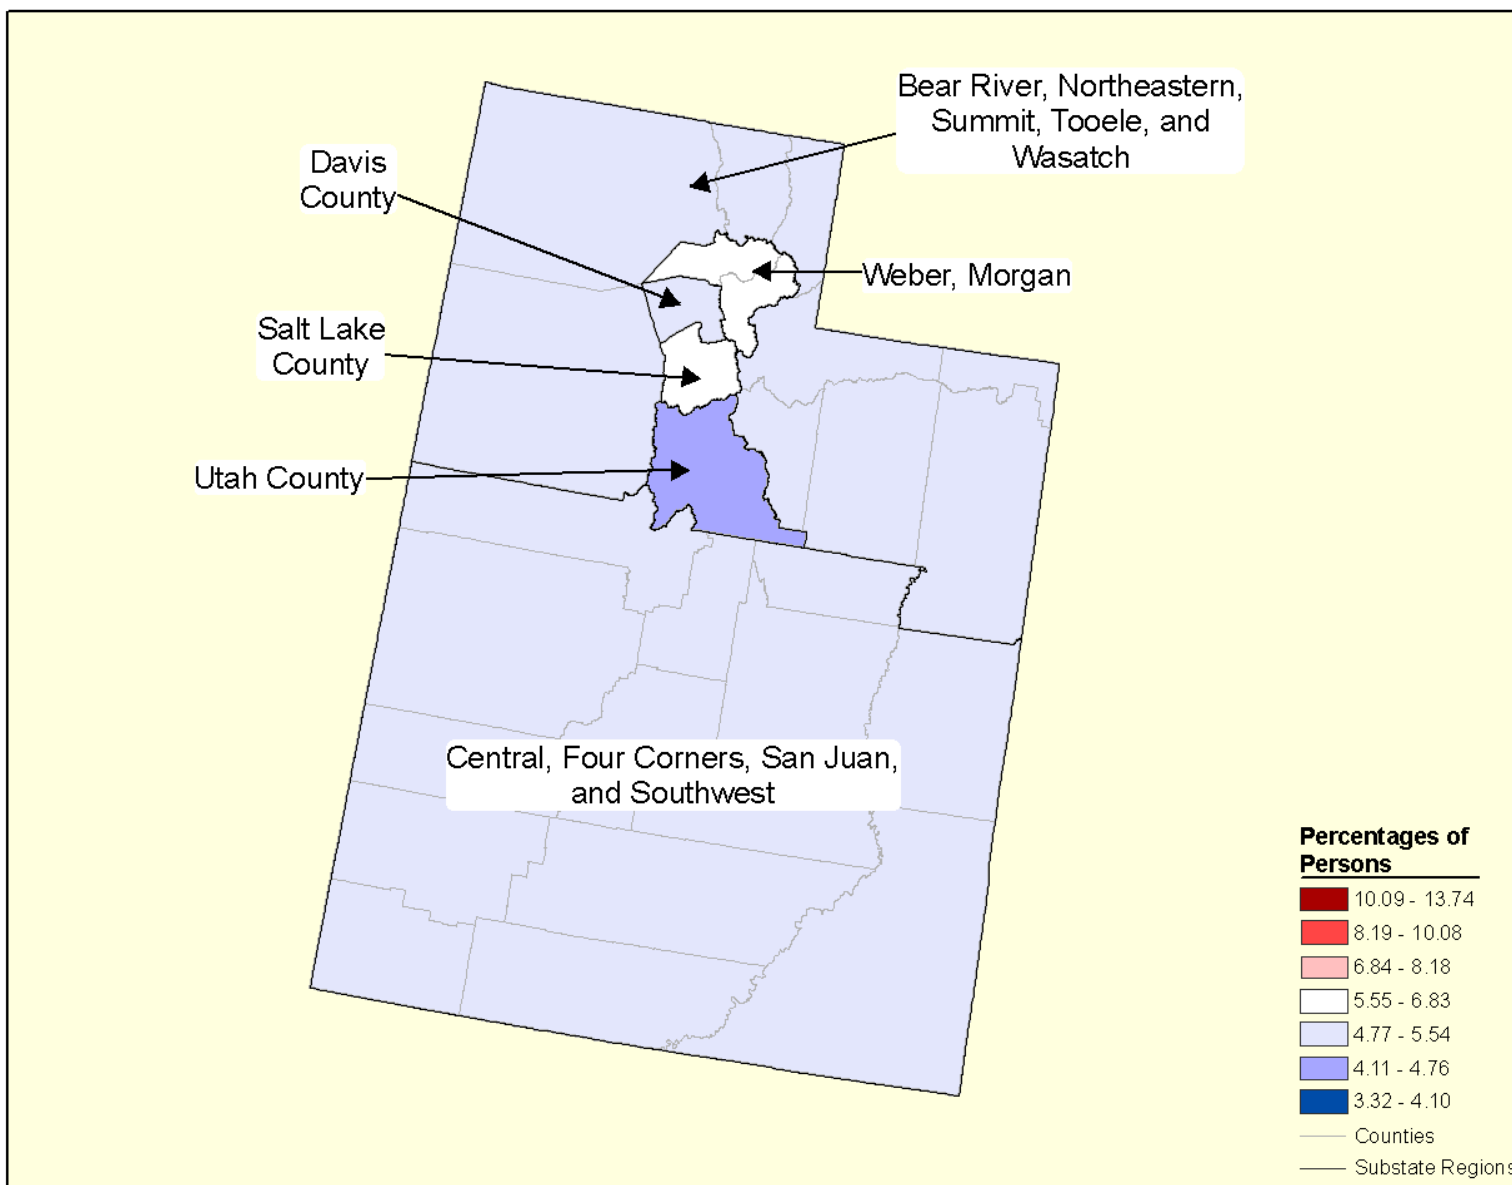 Bear River, Northeastern,
Summit, Tooele, and
Wasatch
Davis
County
Weber, Morgan
Salt Lake
County
Utah County
Central, Four Corners, San Juan,
and Southwest
Percentages of
Persons
10.09 - 13.74
8.19 - 10.08
6.84 - 8.18
5.55 - 6.83
4.77 - 5.54
4.11 - 4.76
3.32 - 4.10
Counties
Substate Regions